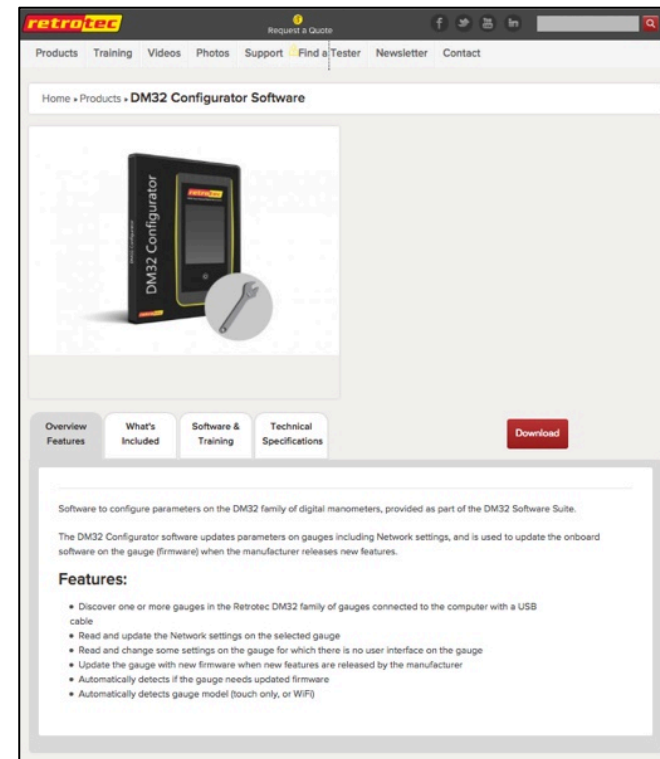 retrotec
Request a Quote
Products Training Videos Photos Support Find a Tester Newsletter Contact
Home » Products » DM32 Configurator Software
DM32 Configurator
retrotec
Overview Features
What's Included
Software & Training
Technical Specifications
Download
Software to configure parameters on the DM32 family of digital manometers, provided as part of the DM32 Software Suite.
The DM32 Configurator software updates parameters on gauges including Network settings, and is used to update the onboard
software on the gauge (firmware) when the manufacturer releases new features.
Features:
• Discover one or more gauges in the Retrotec DM32 family of gauges connected to the computer with a USB
cable
• Read and update the Network settings on the selected gauge
• Read and change some settings on the gauge for which there is no user interface on the gauge
• Update the gauge with new firmware when new features are released by the manufacturer
• Automatically detects if the gauge needs updated firmware
• Automatically detects gauge model (touch only, or WiFi)